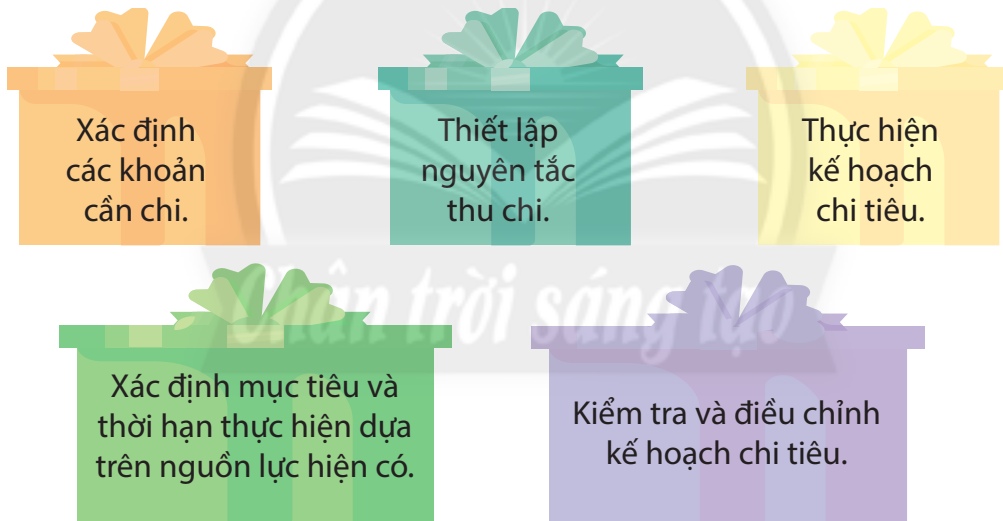 Xác định
các khoản
cần chi.
Thiết lập
nguyên tắc
thu chi.
Thực hiện
kế hoạch
chi tiêu.
Chân trời sáng tạo
Xác định mục tiêu và
thời hạn thực hiện dựa
trên nguồn lực hiện có.
Kiểm tra và điều chỉnh
kế hoạch chi tiêu.